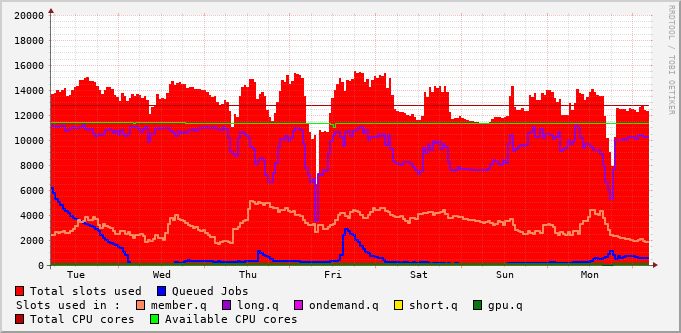 20000
18000
16000
14000
12000
10000
8000
6000
4000
2000
0
Tue Wed Thu Fri Sat Sun Mon
RRDTOOL / TOBI OETIKER
Total slots used Queued Jobs
Slots used in : member.q long.q ondemand.q short.q gpu.q
Total CPU cores Available CPU cores